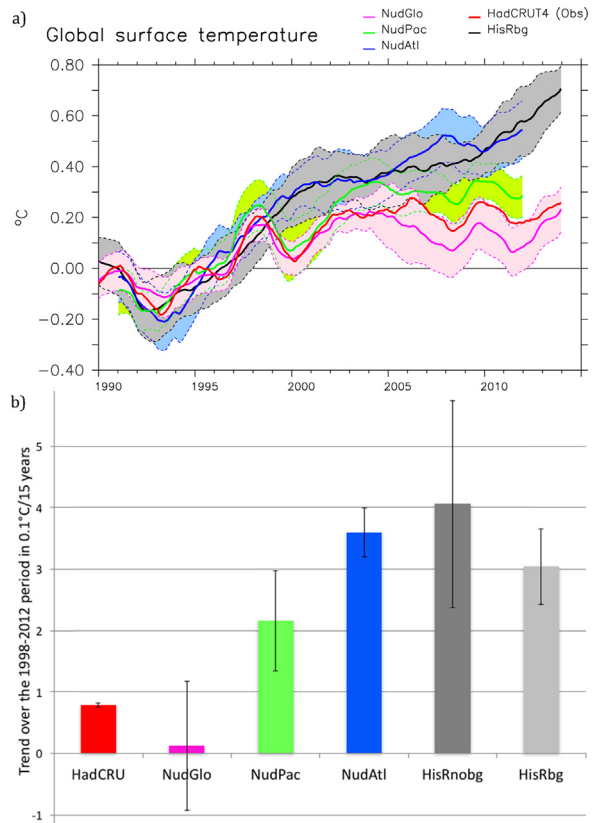 a)
Global surface temperature
NudGlo
NudPac
NudAtl
HadCRUT4 (Obs)
HisRbg
°C
0.80
0.60
0.40
0.20
0.00
−0.20
−0.40
1990
1995
2000
2005
2010
b)
Trend over the 1998-2012 period in 0.1°C/15 years
5
4
3
2
1
0
-1
HadCRU
NudGlo
NudPac
NudAtl
HisRnobg
HisRbg